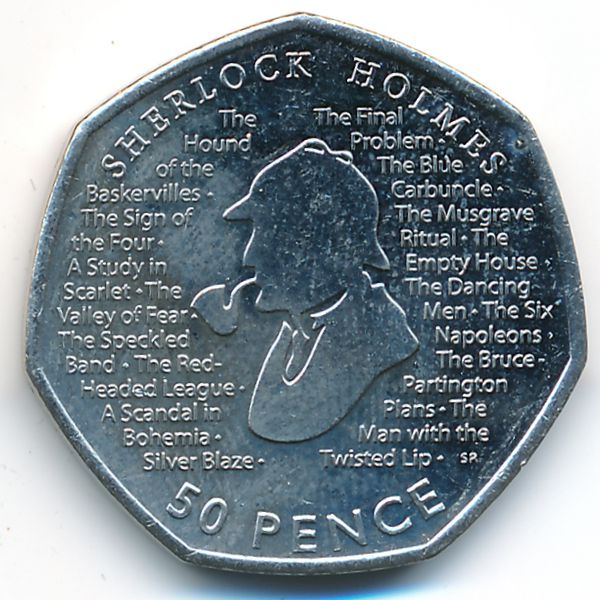 SHERLOCK HOLMES
The
Hound
of the
Baskervilles •
The Sign of
the Four •
A Study in
Scarlet • The
Valley of Fear •
The Speckled
Band • The Red-
Headed League •
A Scandal in
Bohemia •
Silver Blaze •
The Final
Problem •
The Blue
Carbuncle •
The Musgrave
Ritual • The
Empty House •
The Dancing
Men • The Six
Napoleons •
The Bruce-
Partington
Plans • The
Man with the
Twisted Lip • SR
50 PENCE